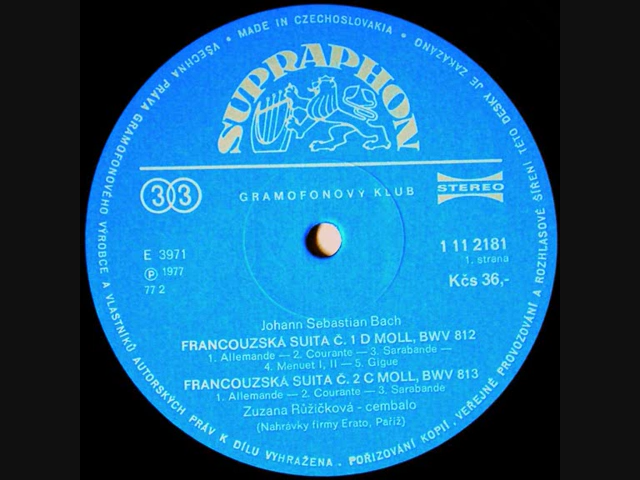 • MADE IN CZECHOSLOVAKIA •
VŠECHNA PRÁVA GRAMOFONOVÉHO VÝROBCE A VLASTNÍKŮ AUTORSKÝCH PRÁV K DÍLU VYHRAŽENA. POŘIZOVÁNÍ KOPIÍ, VEŘEJNÉ PROVOZOVÁNÍ A ROZHLASOVÉ ŠÍŘENÍ TÉTO DESKY JE ZAKÁZÁNO
SUPRAPHON
33
GRAMOFONOVÝ KLUB
STEREO
E 3971
1 11 2181
℗ 1977
1. strana
77 2
Kčs 36,-
Johann Sebastian Bach
FRANCOUZSKÁ SUITA Č. 1 D MOLL, BWV 812
1. Allemande — 2. Courante — 3. Sarabande —
4. Menuet I, II — 5. Gigue
FRANCOUZSKÁ SUITA Č. 2 C MOLL, BWV 813
1. Allemande — 2. Courante — 3. Sarabande
Zuzana Růžičková - cembalo
(Nahrávky firmy Erato, Paříž)